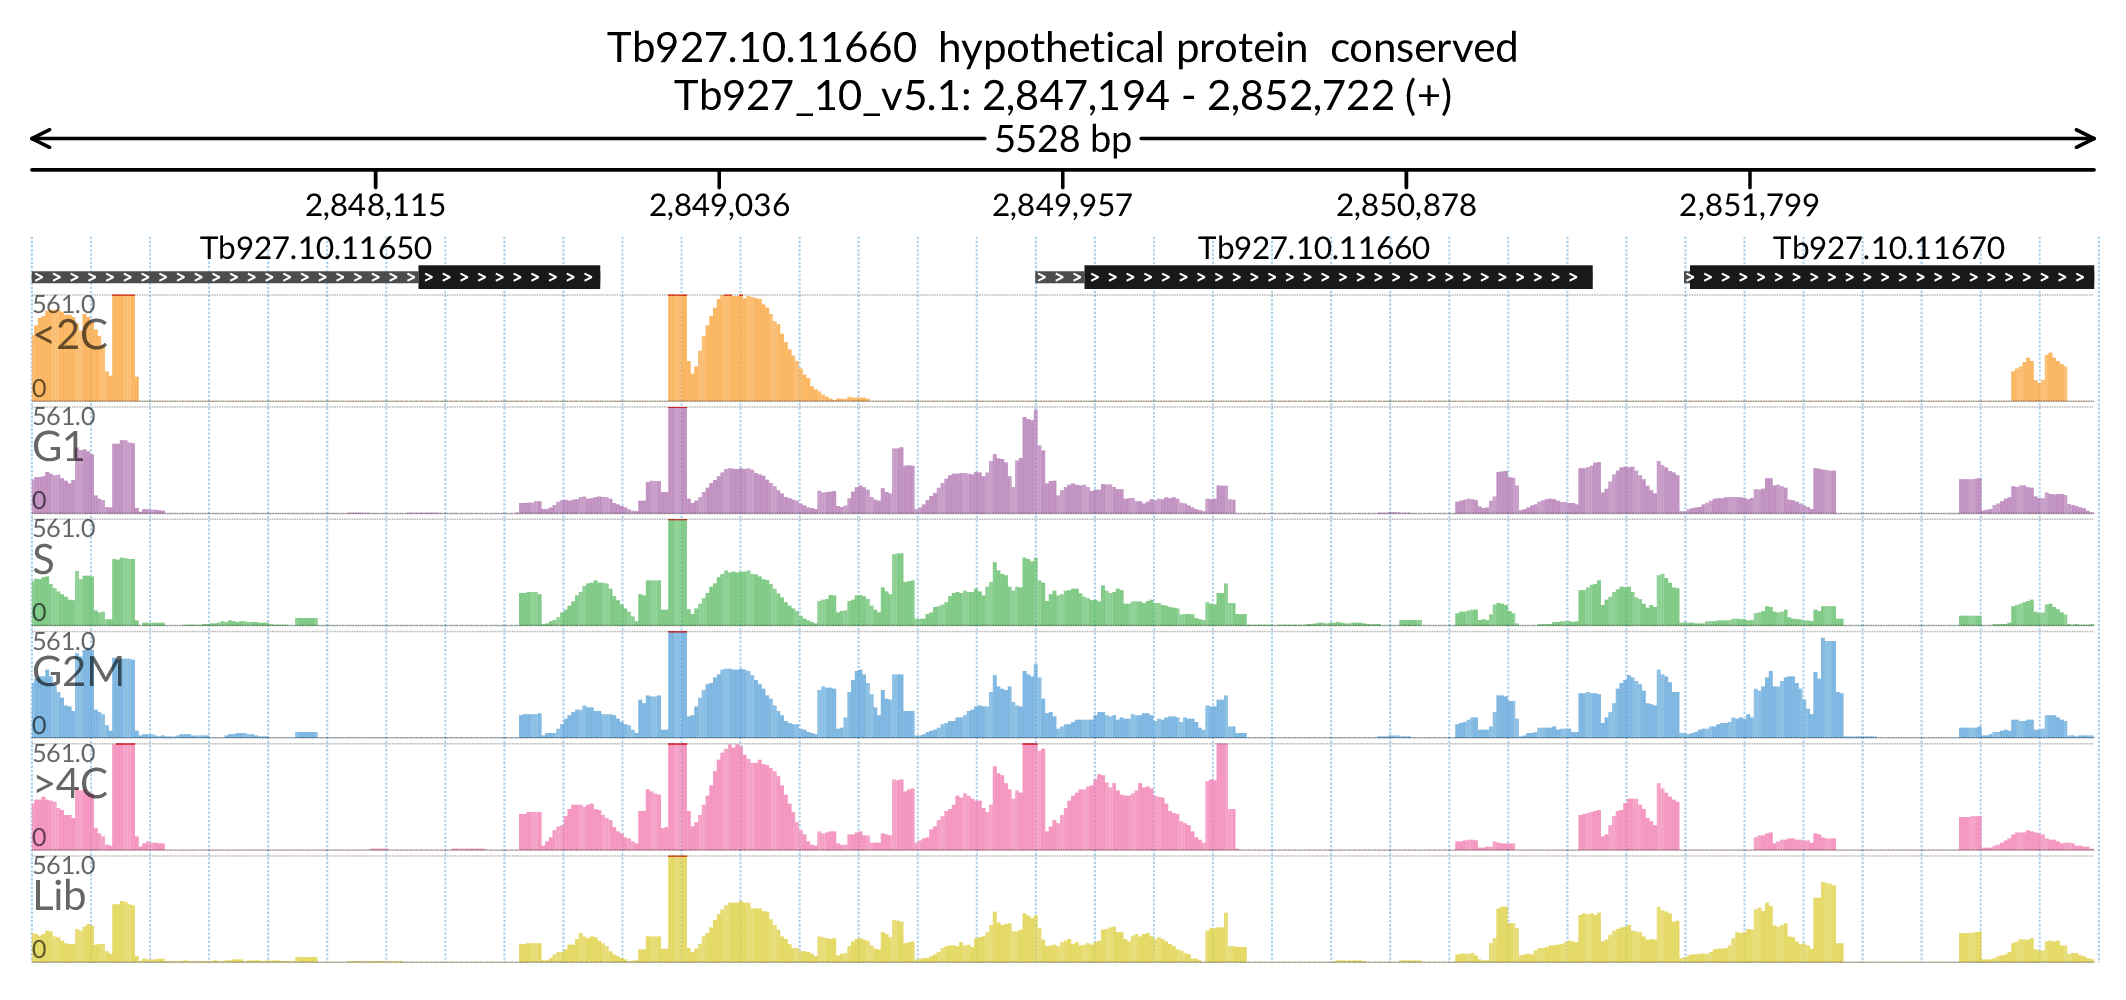 Tb927.10.11660 hypothetical protein conserved
Tb927_10_v5.1: 2,847,194 - 2,852,722 (+)
5528 bp
2,848,115 2,849,036 2,849,957 2,850,878 2,851,799
Tb927.10.11650 Tb927.10.11660 Tb927.10.11670
561.0
<2C
0
561.0
G1
0
561.0
S
0
561.0
G2M
0
561.0
>4C
0
561.0
Lib
0